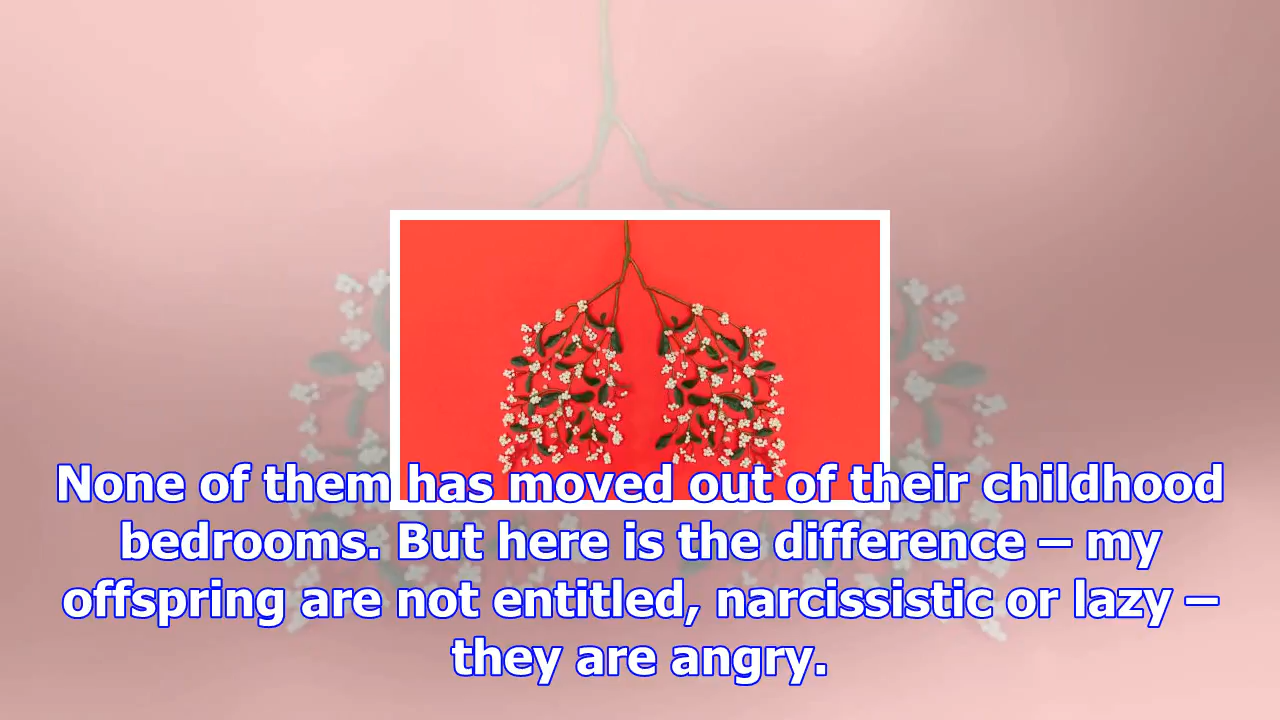 None of them has moved out of their childhood
bedrooms. But here is the difference – my
offspring are not entitled, narcissistic or lazy –
they are angry.